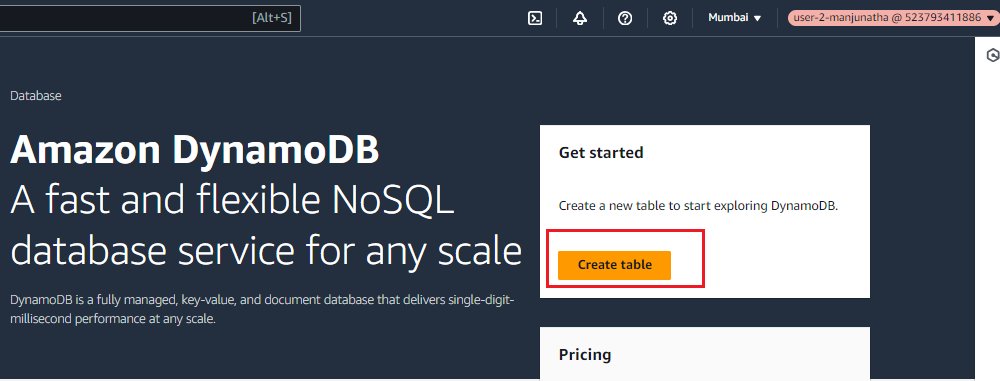 [Alt+S]
Mumbai
user-2-manjunatha @ 523793411886
Database
Amazon DynamoDB
A fast and flexible NoSQL
database service for any scale
DynamoDB is a fully managed, key-value, and document database that delivers single-digit-
millisecond performance at any scale.
Get started
Create a new table to start exploring DynamoDB.
Create table
Pricing